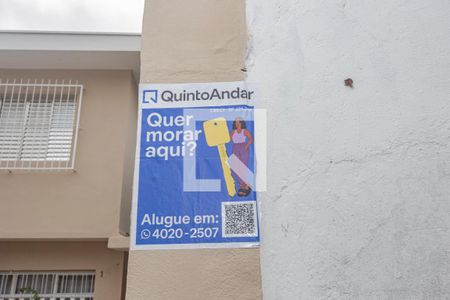 QuintoAndar
Quer
morar
aqui?
Alugue em:
4020-2507